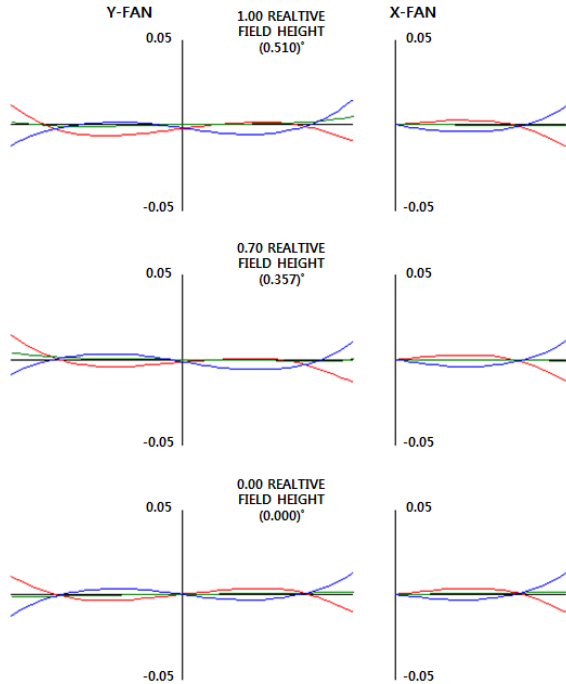 Y-FAN
1.00 REALTIVE
FIELD HEIGHT
(0.510)°
X-FAN
0.05
0.05
-0.05
-0.05
0.70 REALTIVE
FIELD HEIGHT
(0.357)°
0.05
0.05
-0.05
-0.05
0.00 REALTIVE
FIELD HEIGHT
(0.000)°
0.05
0.05
-0.05
-0.05